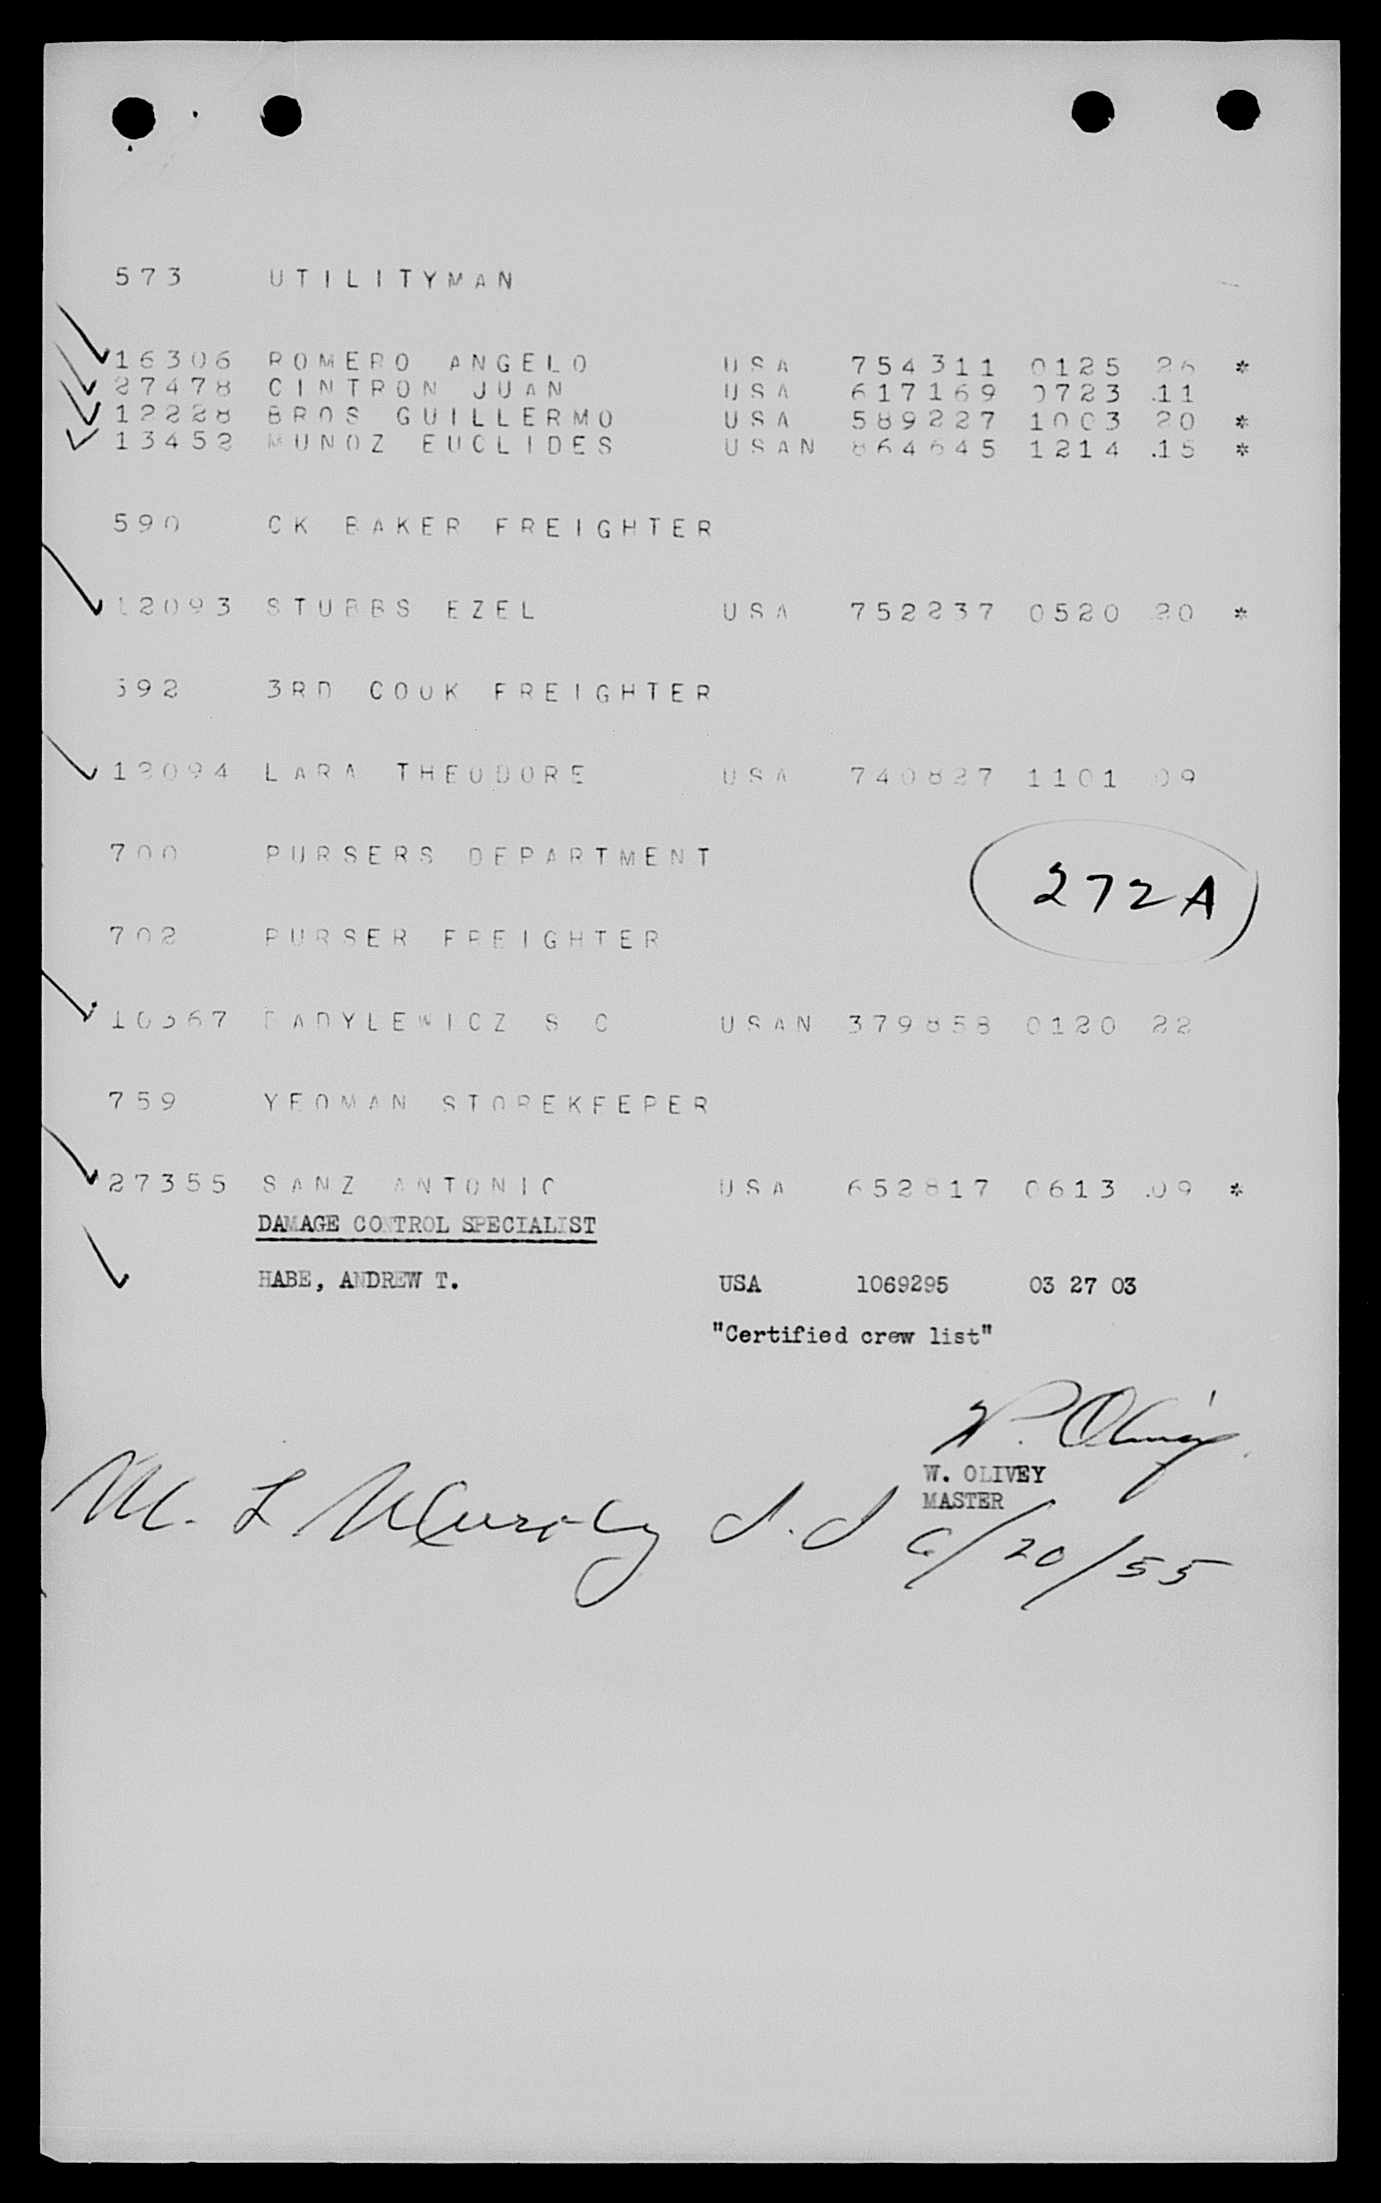 573 UTILITYMAN
16306 ROMERO ANGELO USA 754311 0125 26 *
27478 CINTRON JUAN USA 617169 0723 .11
12228 BROS GUILLERMO USA 589227 1003 20 *
13452 MUNOZ EUCLIDES USAN 864645 1214 .15 *
590 CK BAKER FREIGHTER
12093 STUBBS EZEL USA 752237 0520 20 *
592 3RD COOK FREIGHTER
12094 LARA THEODORE USA 740827 1101 09
700 PURSERS DEPARTMENT
272A
702 PURSER FREIGHTER
10567 BADYLEWICZ S C USAN 379858 0120 22
759 YEOMAN STOREKEEPER
27355 SANZ ANTONIO USA 652817 0613 .09 *
DAMAGE CONTROL SPECIALIST
HABE, ANDREW T. USA 1069295 03 27 03
"Certified crew list"
W. Olivey
W. OLIVEY
MASTER
M. L Murphy 6/20/55